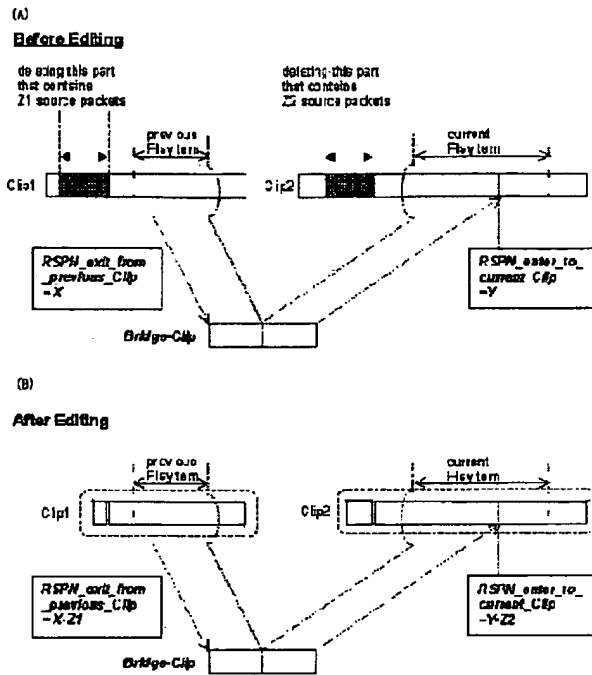 (A)
Before Editing
deleting this part
that contains
Z1 source packets
deleting this part
that contains
Z2 source packets
previous
PlayItem
current
PlayItem
Clip1
Clip2
RSPN_exit_from
_previous_Clip
=X
RSPN_enter_to_
current_Clip
=Y
Bridge-Clip
(B)
After Editing
previous
PlayItem
current
PlayItem
Clip1
Clip2
RSPN_exit_from
_previous_Clip
=X-Z1
RSPN_enter_to_
current_Clip
=Y-Z2
Bridge-Clip